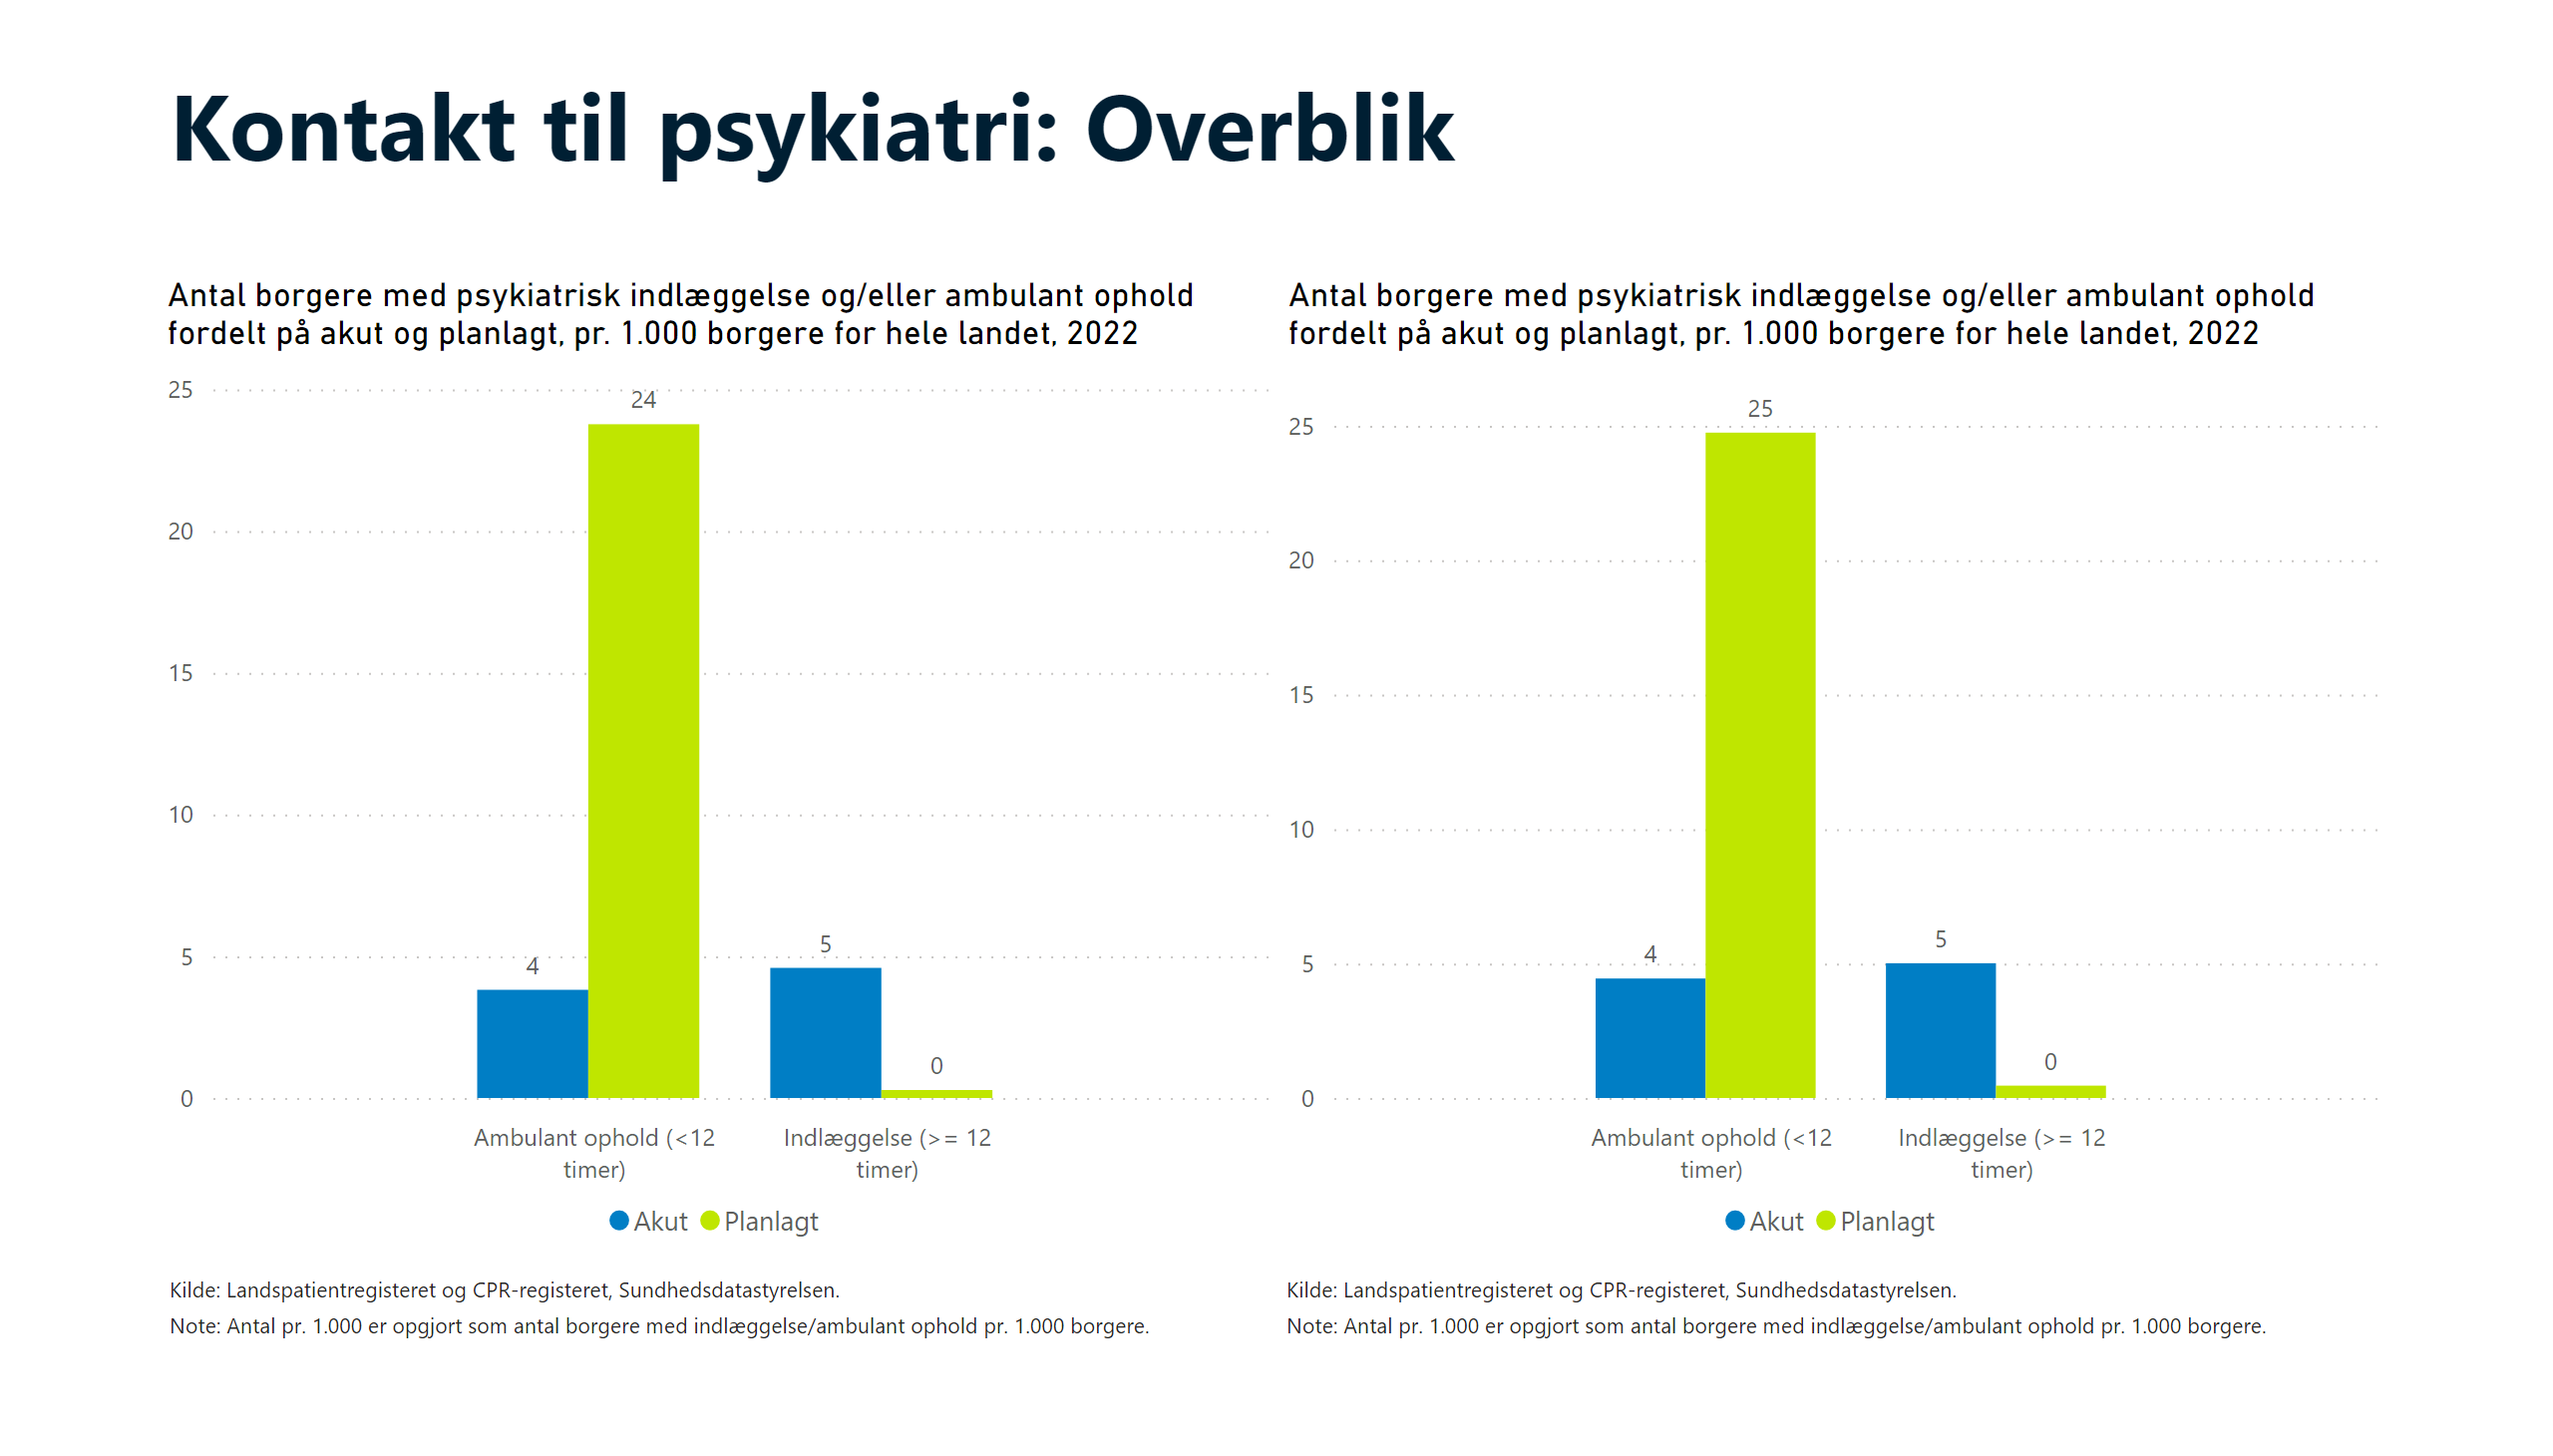 Kontakt til psykiatri: Overblik
Antal borgere med psykiatrisk indlæggelse og/eller ambulant ophold
fordelt på akut og planlagt, pr. 1.000 borgere for hele landet, 2022
25
24
20
15
10
5
5
4
0
0
Ambulant ophold (<12
timer)
Indlæggelse (>= 12
timer)
Akut
Planlagt
Kilde: Landspatientregisteret og CPR-registeret, Sundhedsdatastyrelsen.
Note: Antal pr. 1.000 er opgjort som antal borgere med indlæggelse/ambulant ophold pr. 1.000 borgere.
Antal borgere med psykiatrisk indlæggelse og/eller ambulant ophold
fordelt på akut og planlagt, pr. 1.000 borgere for hele landet, 2022
25
25
20
15
10
5
4
5
0
0
Ambulant ophold (<12
timer)
Indlæggelse (>= 12
timer)
Akut
Planlagt
Kilde: Landspatientregisteret og CPR-registeret, Sundhedsdatastyrelsen.
Note: Antal pr. 1.000 er opgjort som antal borgere med indlæggelse/ambulant ophold pr. 1.000 borgere.